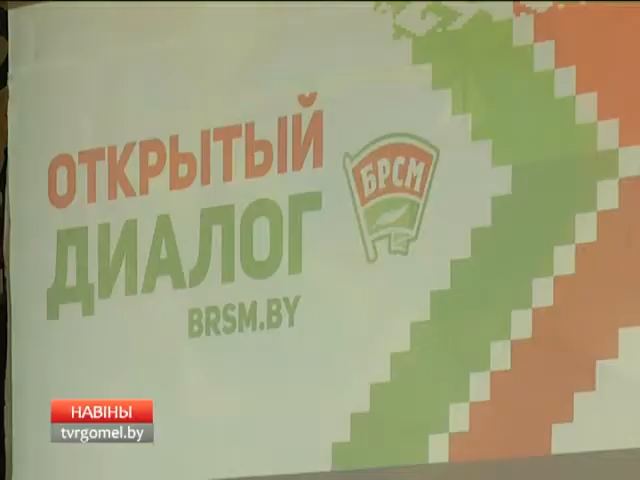 ОТКРЫТЫЙ
ДИАЛОГ
BRSM.BY
БРСМ
НАВІНЫ
tvrgomel.by